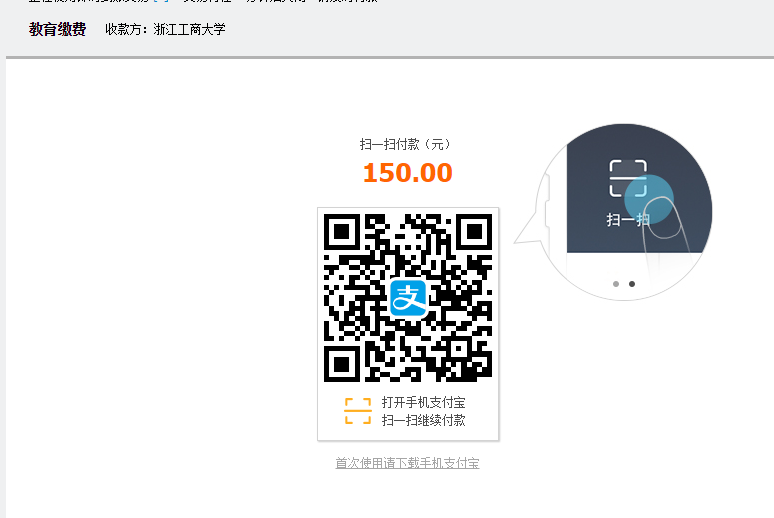 教育缴费 收款方：浙江工商大学
扫一扫付款（元）
150.00
扫一扫
支
打开手机支付宝
扫一扫继续付款
首次使用请下载手机支付宝